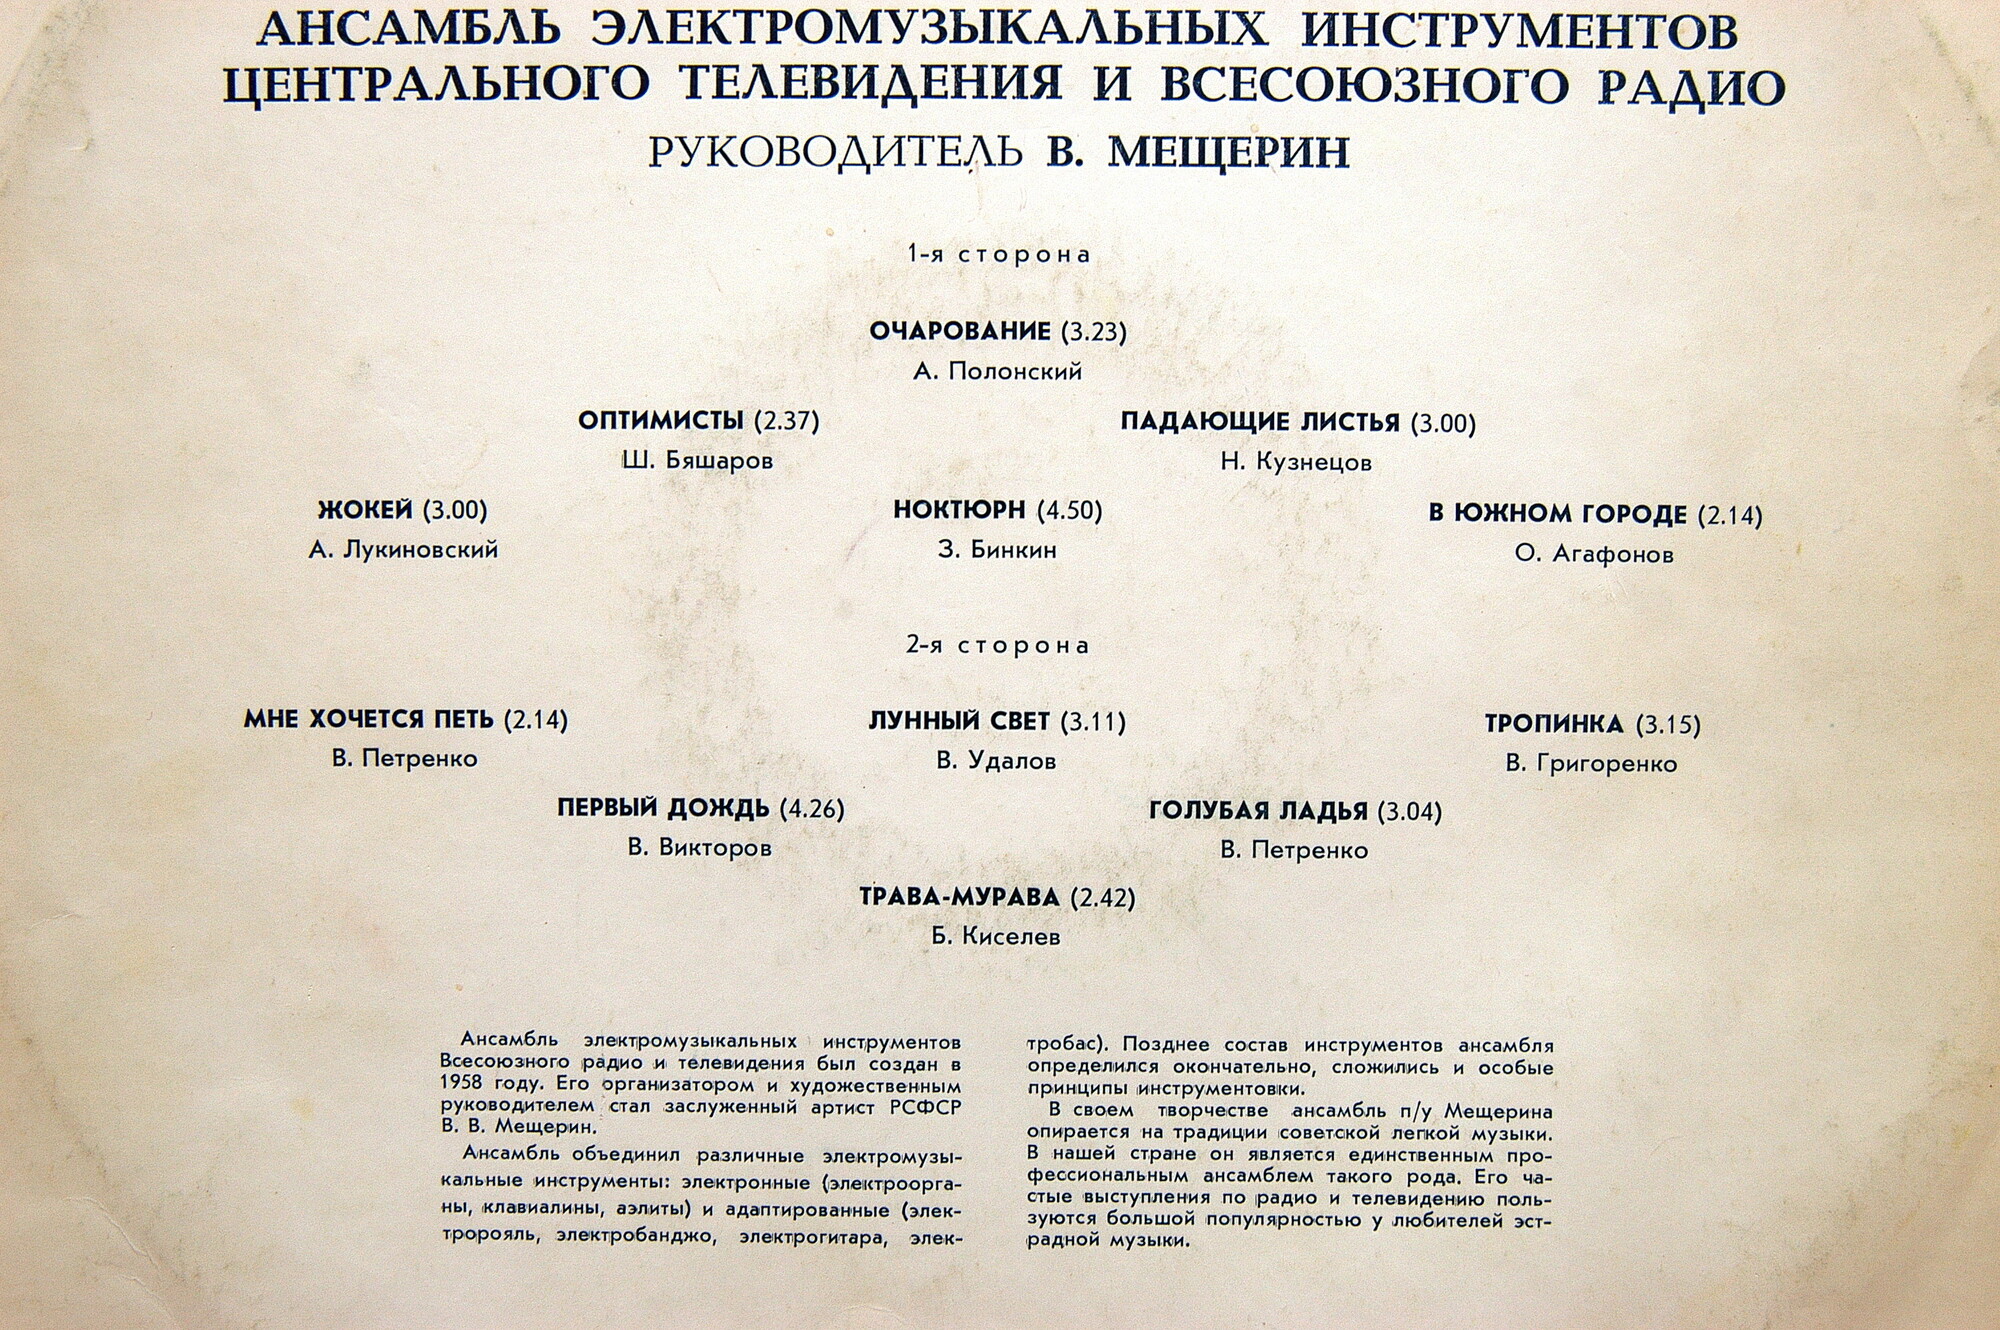 АНСАМБЛЬ ЭЛЕКТРОМУЗЫКАЛЬНЫХ ИНСТРУМЕНТОВ
ЦЕНТРАЛЬНОГО ТЕЛЕВИДЕНИЯ И ВСЕСОЮЗНОГО РАДИО
РУКОВОДИТЕЛЬ В. МЕЩЕРИН
1-я сторона
ОЧАРОВАНИЕ (3.23)
А. Полонский
ОПТИМИСТЫ (2.37)
Ш. Бяшаров
ПАДАЮЩИЕ ЛИСТЬЯ (3.00)
Н. Кузнецов
ЖОКЕЙ (3.00)
А. Лукиновский
НОКТЮРН (4.50)
З. Бинкин
В ЮЖНОМ ГОРОДЕ (2.14)
О. Агафонов
2-я сторона
МНЕ ХОЧЕТСЯ ПЕТЬ (2.14)
В. Петренко
ЛУННЫЙ СВЕТ (3.11)
В. Удалов
ТРОПИНКА (3.15)
В. Григоренко
ПЕРВЫЙ ДОЖДЬ (4.26)
В. Викторов
ГОЛУБАЯ ЛАДЬЯ (3.04)
В. Петренко
ТРАВА-МУРАВА (2.42)
Б. Киселев
Ансамбль электромузыкальных инструментов
Всесоюзного радио и телевидения был создан в
1958 году. Его организатором и художественным
руководителем стал заслуженный артист РСФСР
В. В. Мещерин.
Ансамбль объединил различные электромузы-
кальные инструменты: электронные (электроорга-
ны, клавиалины, аэлиты) и адаптированные (элек-
теророяль, электробанджо, электрогитара, элек-
тробас). Позднее состав инструментов ансамбля
определился окончательно, сложились и особые
принципы инструментовки.
В своем творчестве ансамбль п/у Мещерина
опирается на традиции советской легкой музыки.
В нашей стране он является единственным про-
фессиональным ансамблем такого рода. Его ча-
стые выступления по радио и телевидению поль-
зуются большой популярностью у любителей эст-
радной музыки.